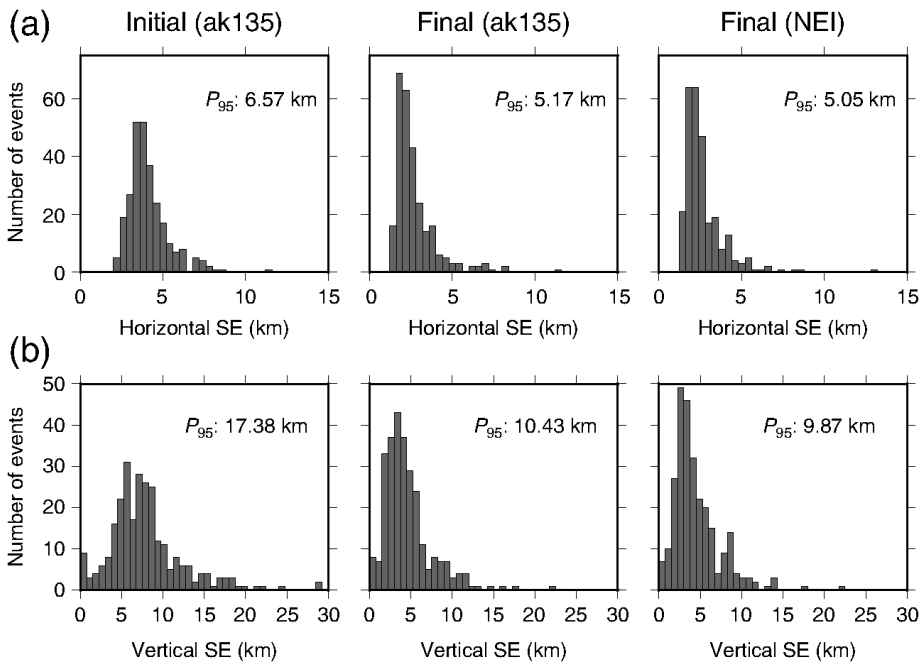 (a)
Initial (ak135)
Final (ak135)
Final (NEI)
Number of events
60
40
20
0
P95: 6.57 km
P95: 5.17 km
P95: 5.05 km
0 5 10 15
0 5 10 15
0 5 10 15
Horizontal SE (km)
Horizontal SE (km)
Horizontal SE (km)
(b)
Number of events
50
40
30
20
10
0
P95: 17.38 km
P95: 10.43 km
P95: 9.87 km
0 5 10 15 20 25 30
0 5 10 15 20 25 30
0 5 10 15 20 25 30
Vertical SE (km)
Vertical SE (km)
Vertical SE (km)